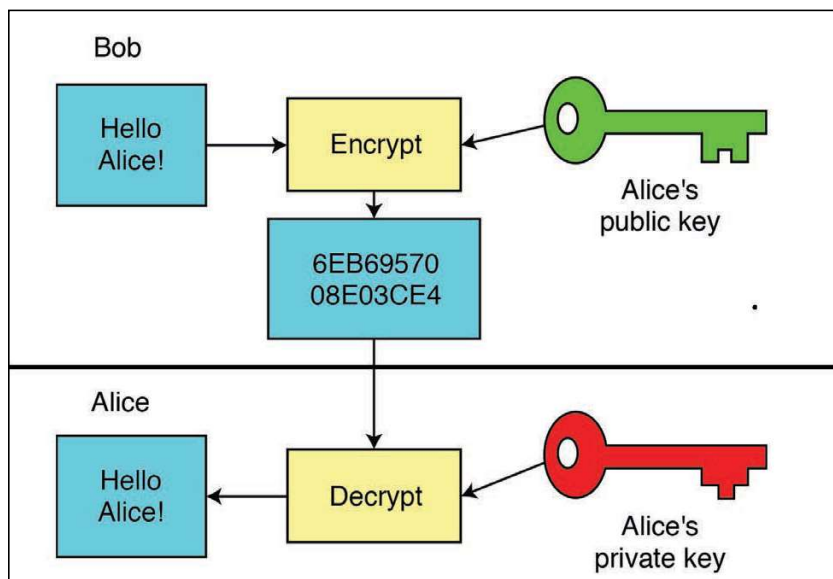 Bob
Hello
Alice!
Encrypt
Alice's
public key
6EB69570
08E03CE4
Alice
Hello
Alice!
Decrypt
Alice's
private key